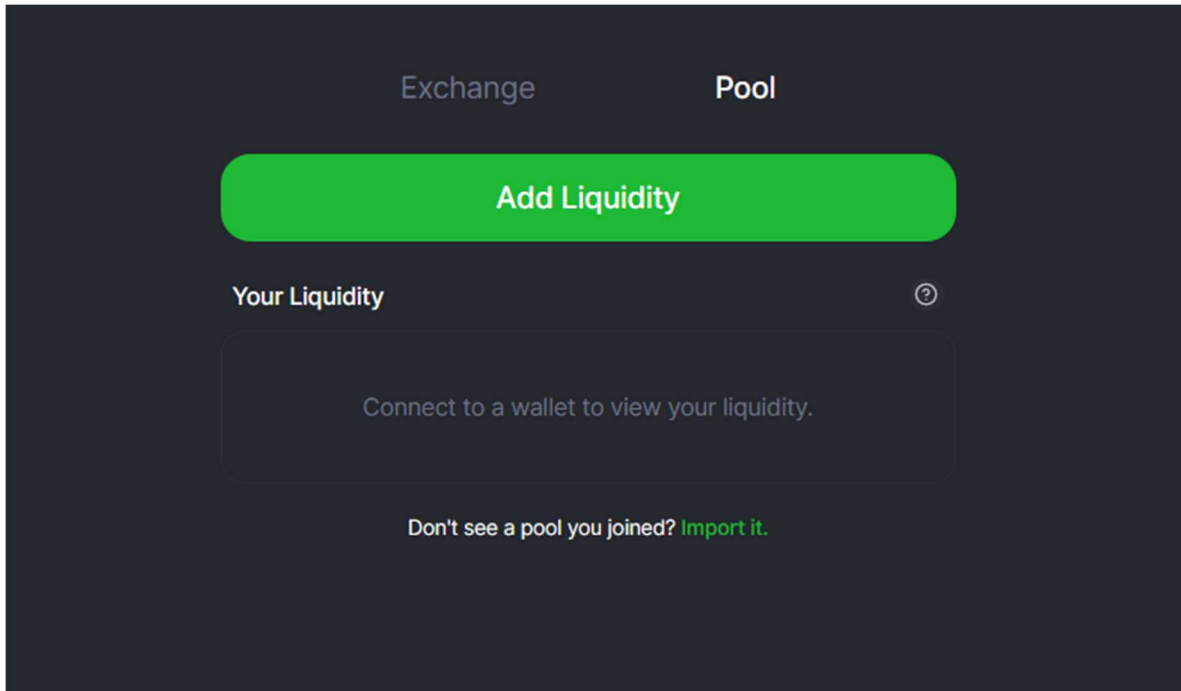 Exchange Pool
Add Liquidity
Your Liquidity
Connect to a wallet to view your liquidity.
Don't see a pool you joined? Import it.